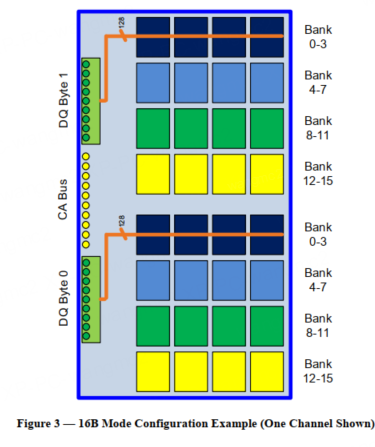 128
Bank
0-3
DQ Byte 1
Bank
4-7
Bank
8-11
CA Bus
Bank
12-15
128
Bank
0-3
DQ Byte 0
Bank
4-7
Bank
8-11
Bank
12-15
Figure 3 — 16B Mode Configuration Example (One Channel Shown)